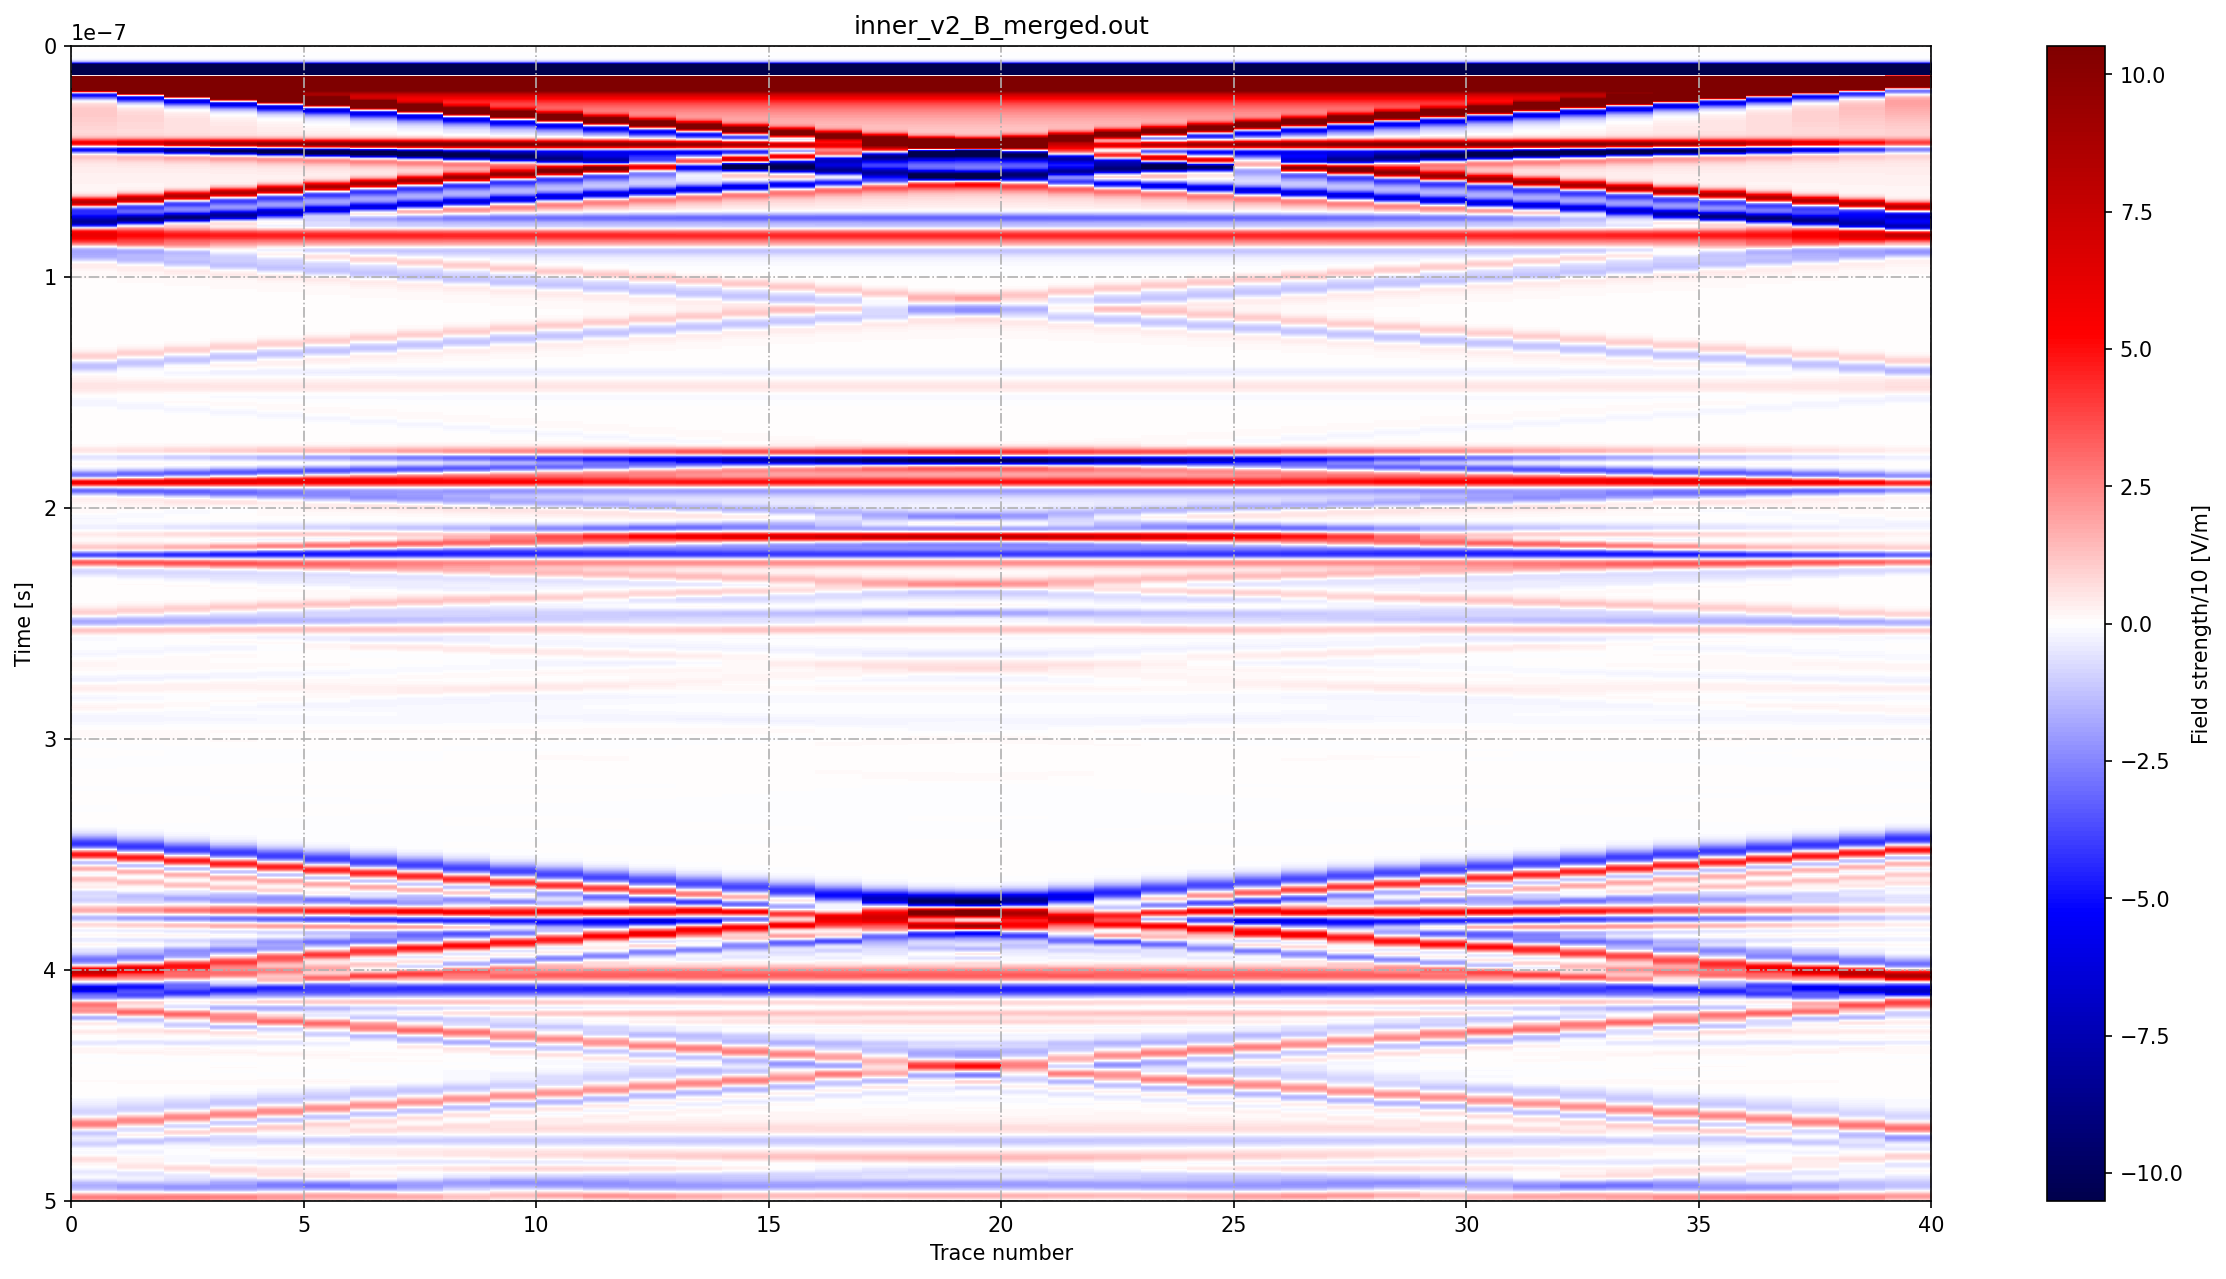 inner_v2_B_merged.out
1e−7
0
1
2
3
4
5
Time [s]
0 5 10 15 20 25 30 35 40
Trace number
10.0
7.5
5.0
2.5
0.0
−2.5
−5.0
−7.5
−10.0
Field strength/10 [V/m]